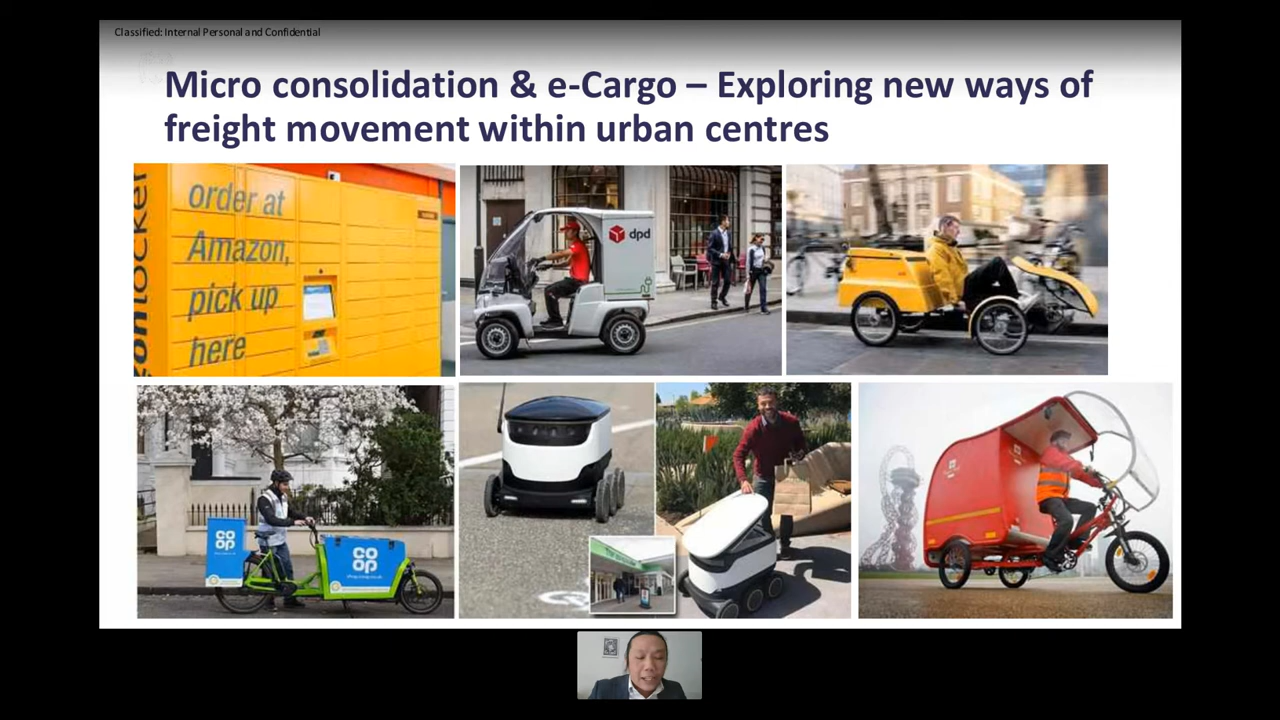 Classified: Internal Personal and Confidential
Micro consolidation & e-Cargo – Exploring new ways of
freight movement within urban centres
order at
Amazon,
pick up
here
dpd
CO
OP
CO
OP